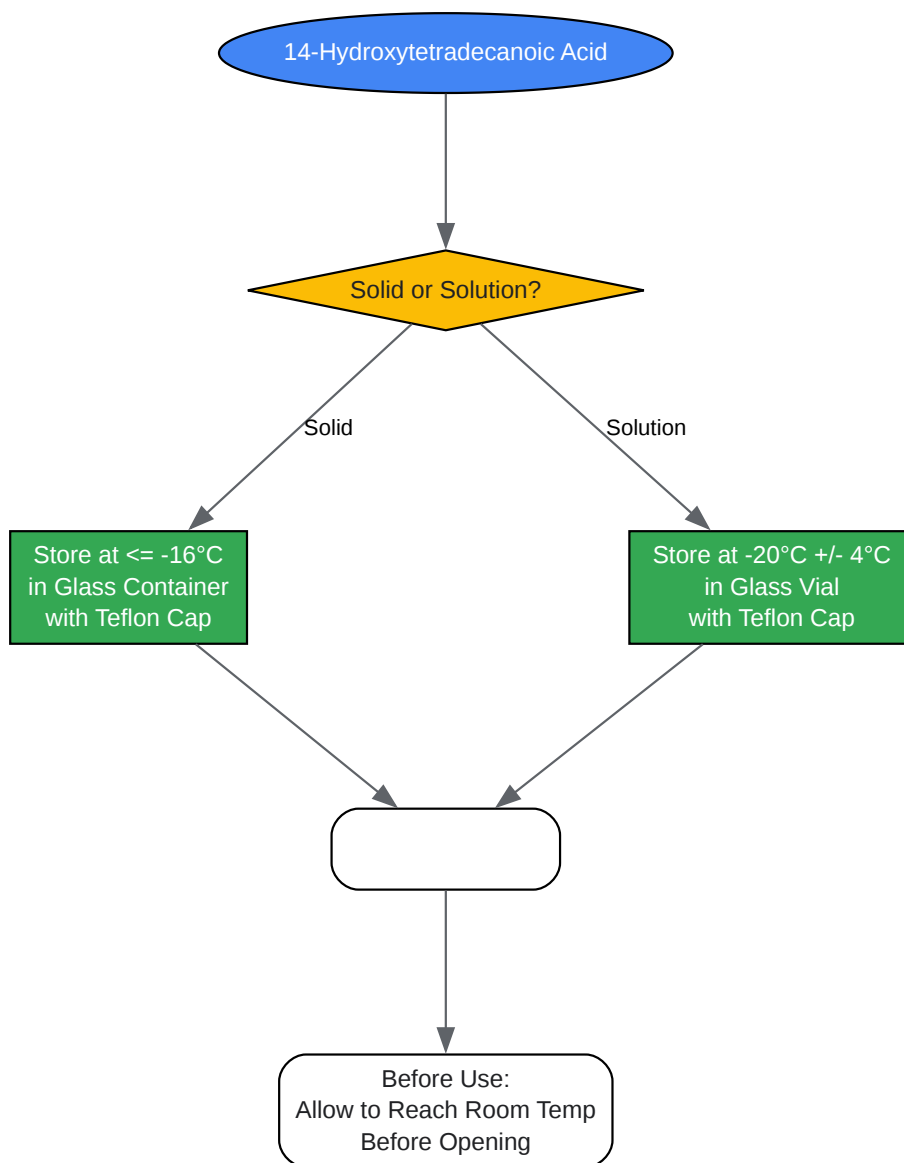 14-Hydroxytetradecanoic Acid
Solid or Solution?
Solid
Solution
Store at <= -16°C
in Glass Container
with Teflon Cap
Store at -20°C +/- 4°C
in Glass Vial
with Teflon Cap
Before Use:
Allow to Reach Room Temp
Before Opening